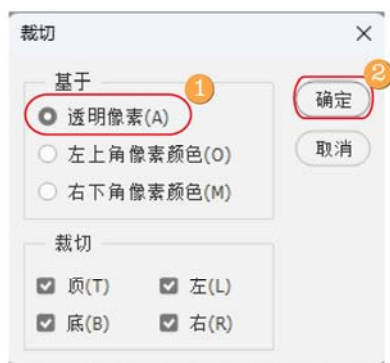 裁切
基于
1
透明像素(A)
左上角像素颜色(O)
右下角像素颜色(M)
2
确定
取消
裁切
顶(T)
左(L)
底(B)
右(R)